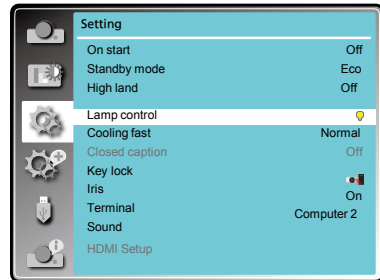 Setting
On start Off
Standby mode Eco
High land Off
Lamp control
Cooling fast Normal
Closed caption Off
Key lock
Iris On
Terminal Computer 2
Sound
HDMI Setup